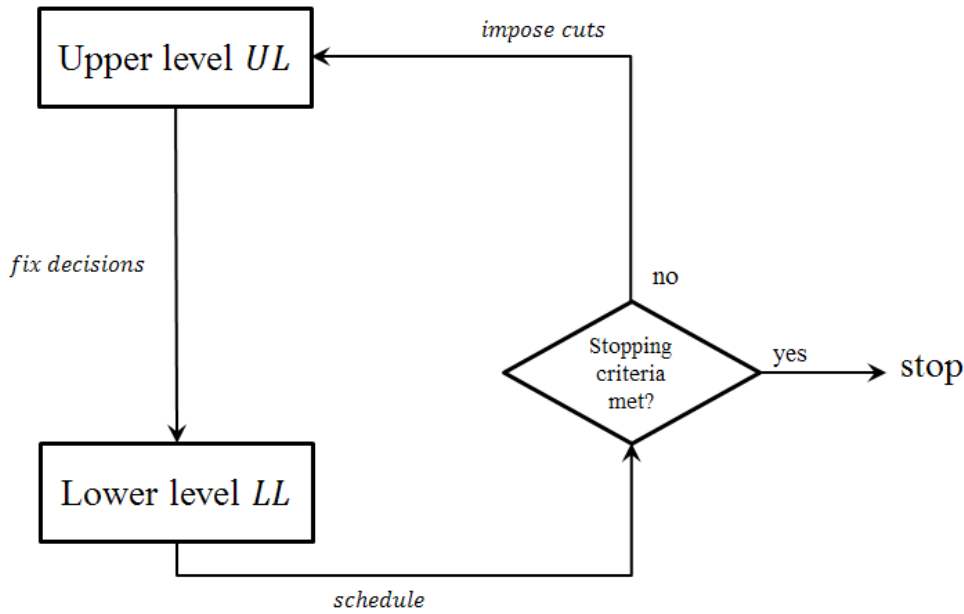 impose cuts
Upper level UL
fix decisions
no
Stopping
criteria
met?
yes
stop
Lower level LL
schedule